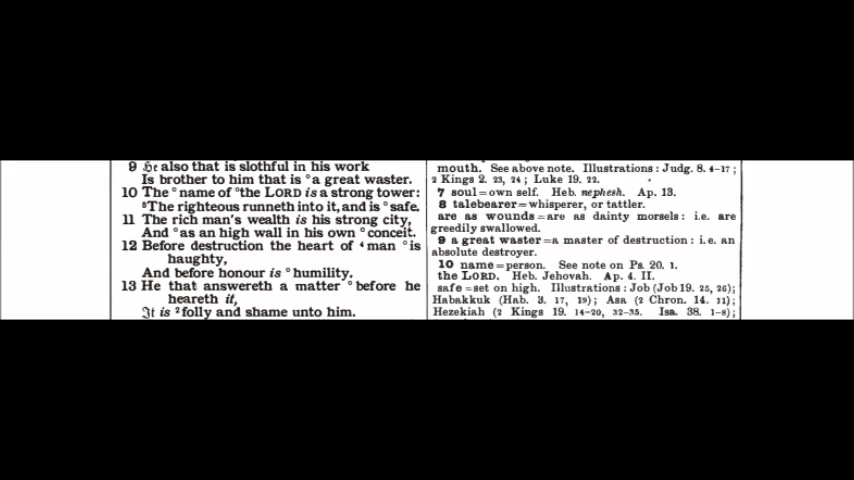 9 He also that is slothful in his work
Is brother to him that is °a great waster.
10 The °name of °the LORD is a strong tower:
⁵The righteous runneth into it, and is °safe.
11 The rich man's wealth is his strong city,
And °as an high wall in his own °conceit.
12 Before destruction the heart of ⁴man °is
haughty,
And before honour is °humility.
13 He that answereth a matter °before he
heareth it,
It is ²folly and shame unto him.
mouth. See above note. Illustrations: Judg. 8. 4-17;
2 Kings 2. 23, 24; Luke 19. 22.
7 soul=own self. Heb. nephesh. Ap. 13.
8 talebearer=whisperer, or tattler.
are as wounds=are as dainty morsels: i.e. are
greedily swallowed.
9 a great waster=a master of destruction: i.e. an
absolute destroyer.
10 name=person. See note on Ps. 20. 1.
the LORD. Heb. Jehovah. Ap. 4. II.
safe=set on high. Illustrations: Job (Job 19. 25, 26);
Habakkuk (Hab. 3. 17, 19); Asa (2 Chron. 14. 11);
Hezekiah (2 Kings 19. 14-20, 32-35. Isa. 38. 1-8);